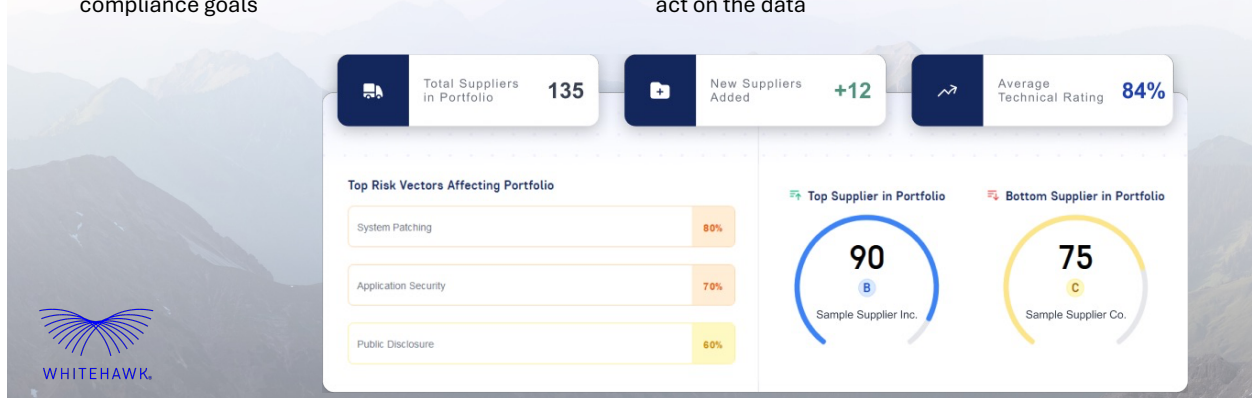 compliance goals
act on the data
Total Suppliers
in Portfolio
135
New Suppliers
Added
+12
Average
Technical Rating
84%
Top Risk Vectors Affecting Portfolio
System Patching
80%
Application Security
70%
Public Disclosure
60%
Top Supplier in Portfolio
90
B
Sample Supplier Inc.
Bottom Supplier in Portfolio
75
C
Sample Supplier Co.
WHITEHAWK®